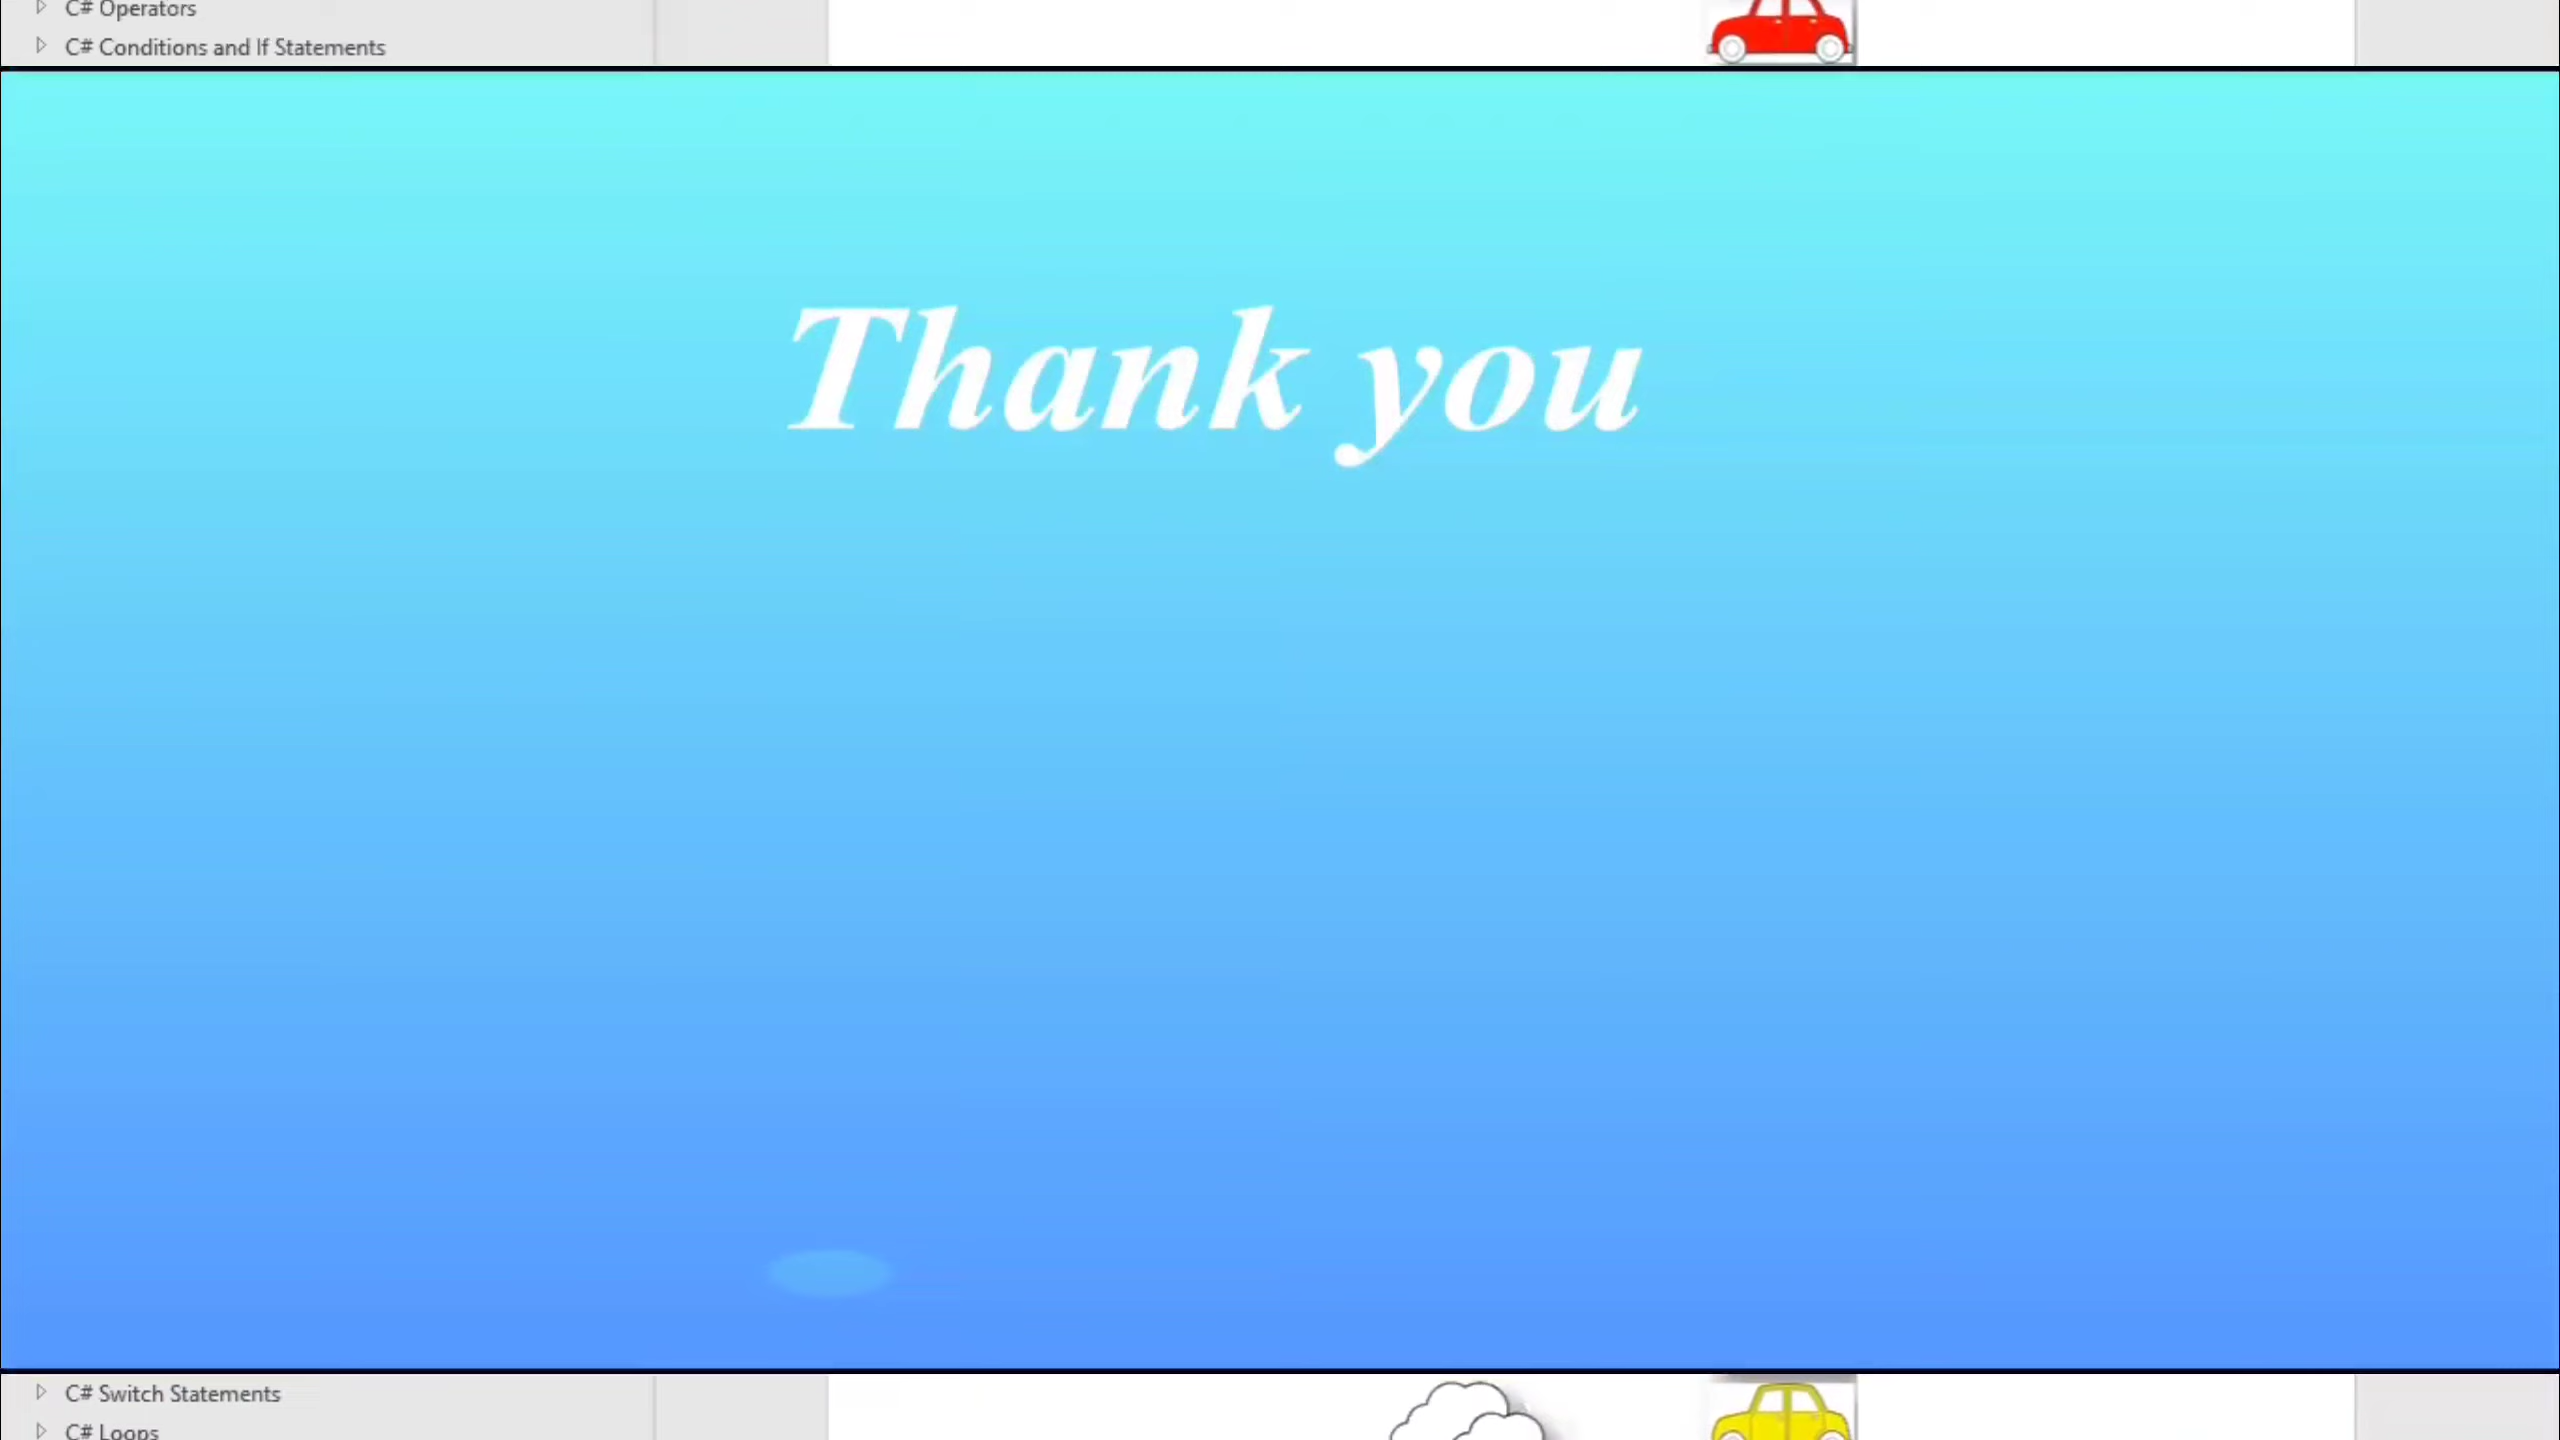 C# Operators
C# Conditions and If Statements
Thank you
C# Switch Statements
C# Loops